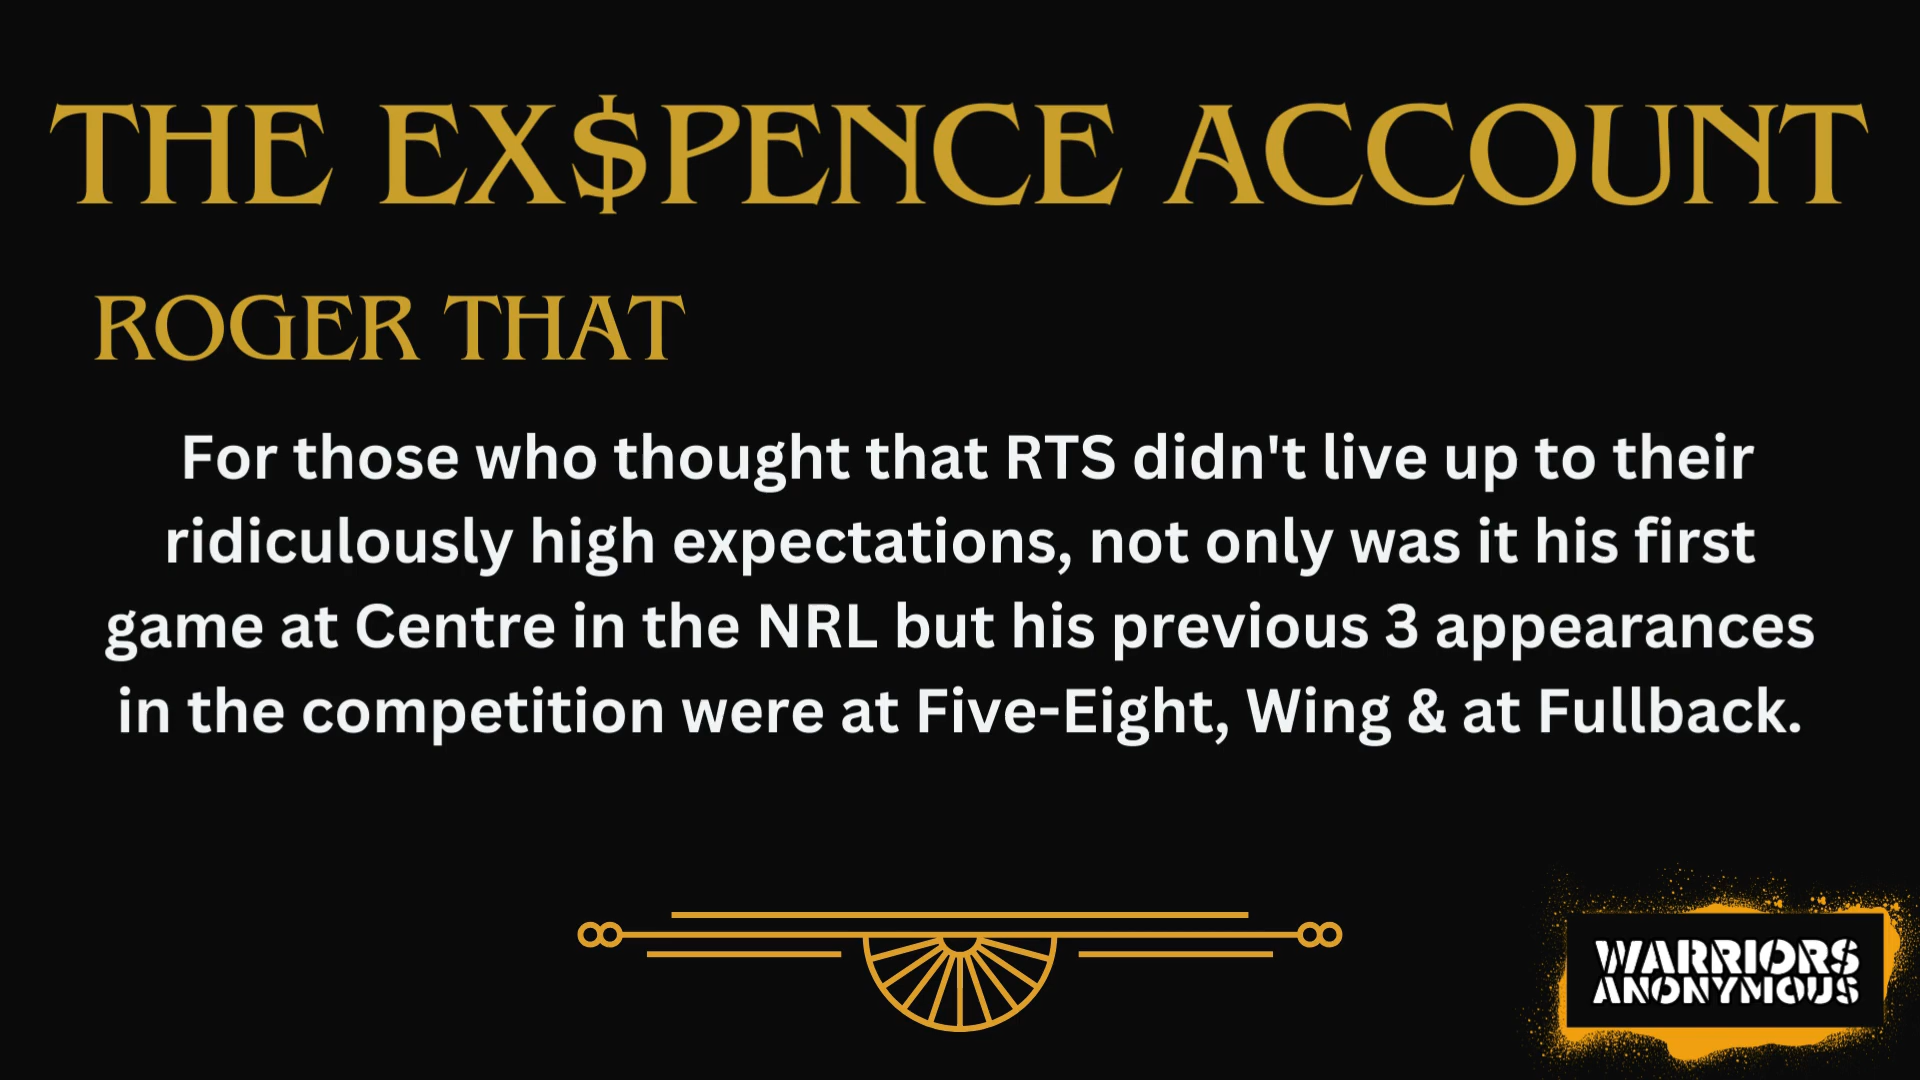 THE EX$PENCE ACCOUNT
ROGER THAT
For those who thought that RTS didn't live up to their
ridiculously high expectations, not only was it his first
game at Centre in the NRL but his previous 3 appearances
in the competition were at Five-Eight, Wing & at Fullback.
WARRIORS
ANONYMOUS